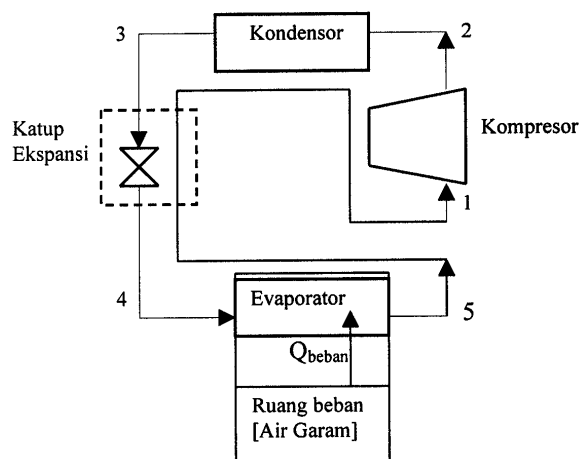 3
Kondensor
2
Katup
Ekspansi
Kompresor
1
4
Evaporator
5
Qbeban
Ruang beban
[Air Garam]